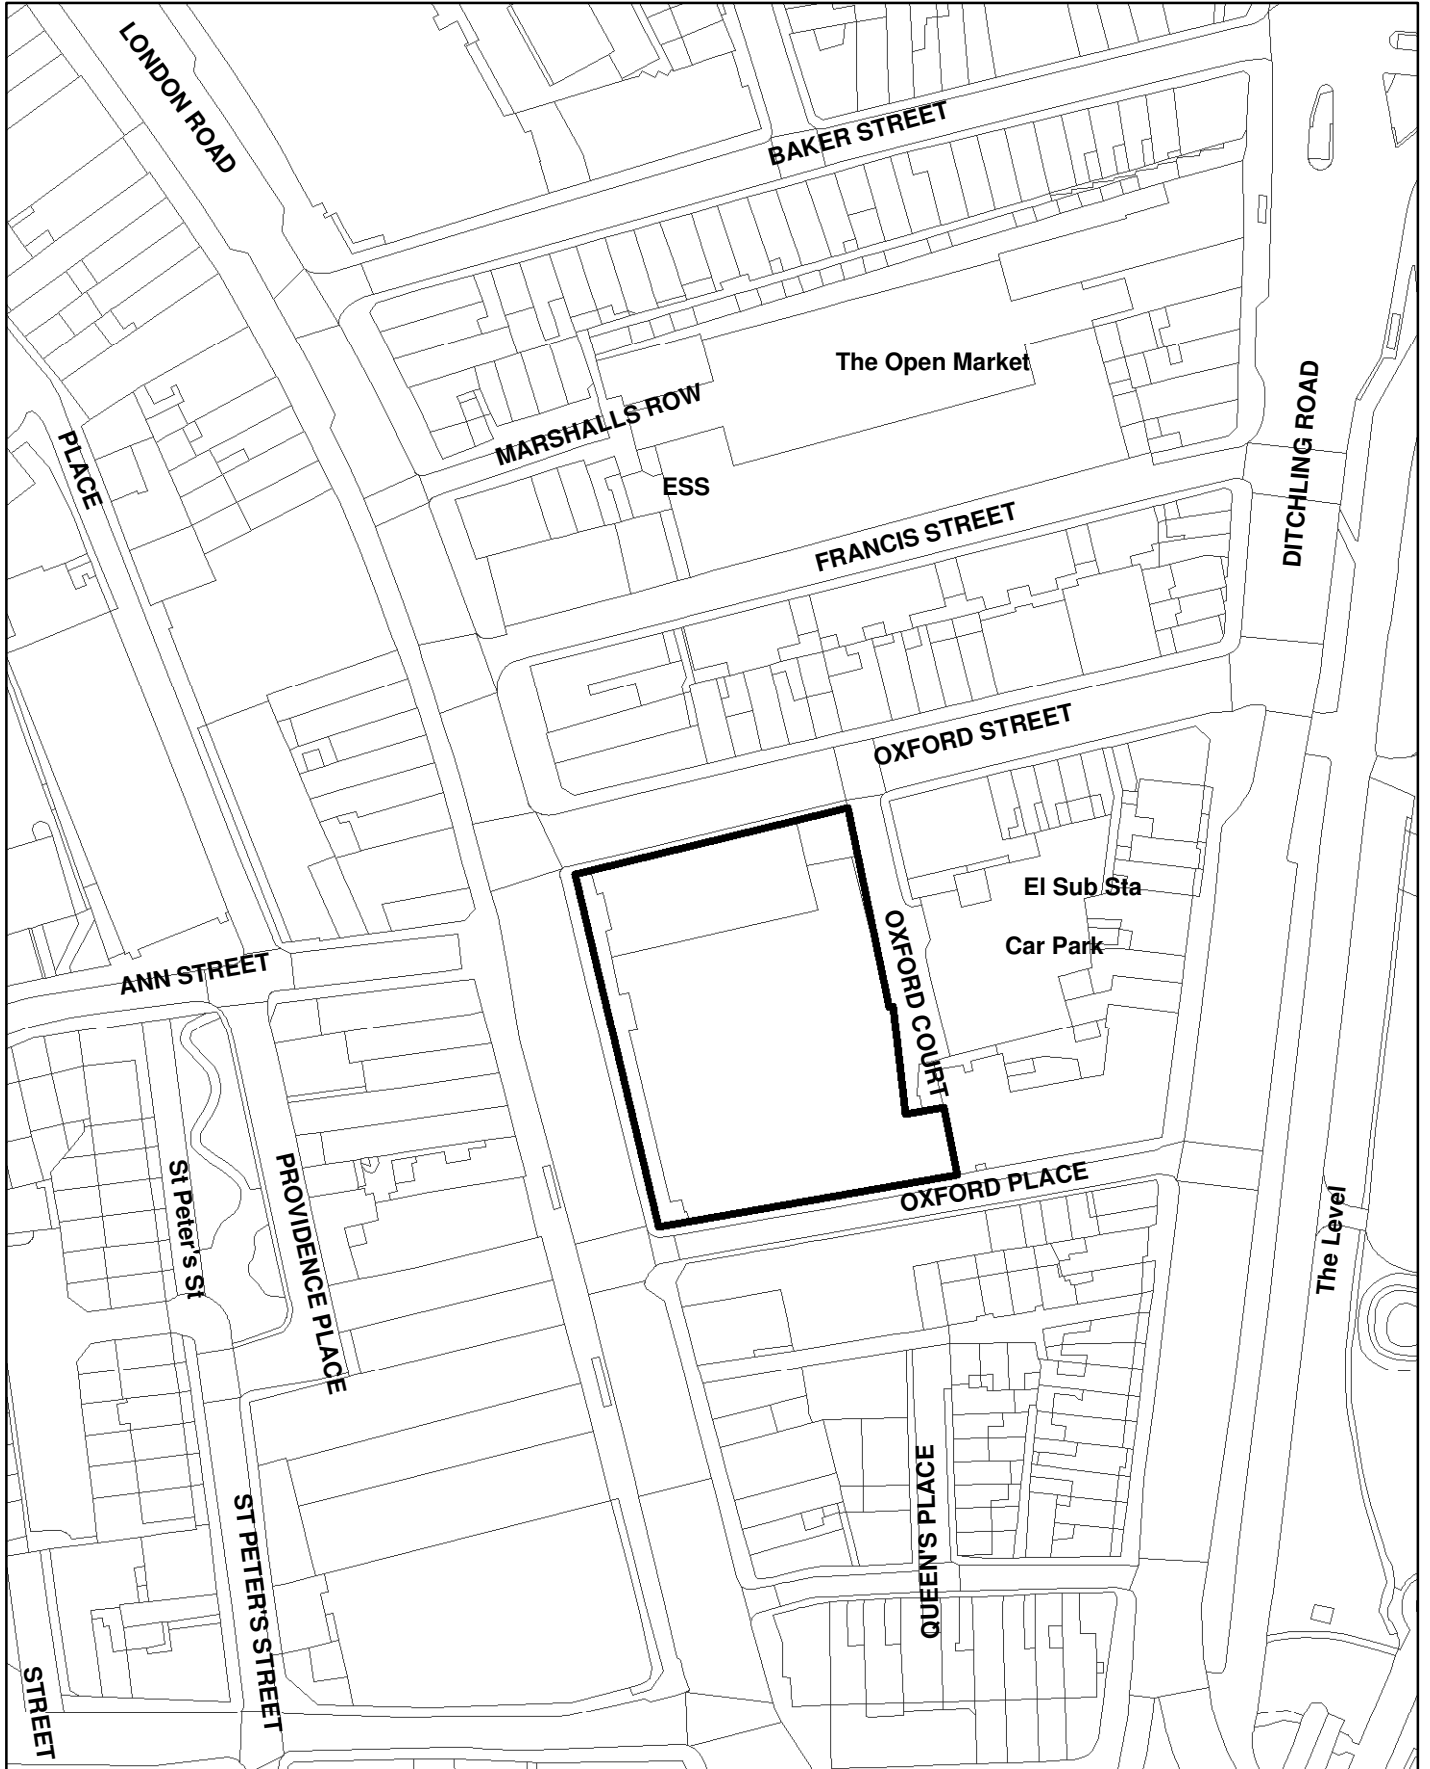 LONDON ROAD
BAKER STREET
The Open Market
MARSHALLS ROW
DITCHLING ROAD
PLACE
ESS
FRANCIS STREET
OXFORD STREET
El Sub Sta
OXFORD COURT
Car Park
ANN STREET
St Peter's St
PROVIDENCE PLACE
OXFORD PLACE
The Level
QUEEN'S PLACE
ST PETER'S STREET
STREET